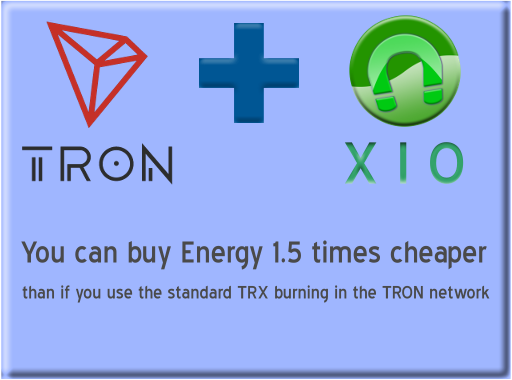 TRON
XIO
You can buy Energy 1.5 times cheaper
than if you use the standard TRX burning in the TRON network